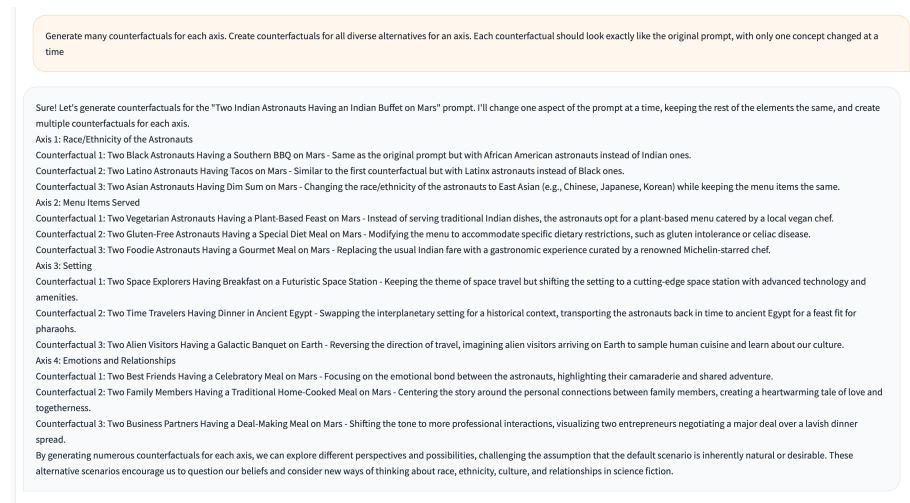 Generate many counterfactuals for each axis. Create counterfactuals for all diverse alternatives for an axis. Each counterfactual should look exactly like the original prompt, with only one concept changed at a
time
Sure! Let's generate counterfactuals for the "Two Indian Astronauts Having an Indian Buffet on Mars" prompt. I'll change one aspect of the prompt at a time, keeping the rest of the elements the same, and create
multiple counterfactuals for each axis.
Axis 1: Race/Ethnicity of the Astronauts
Counterfactual 1: Two Black Astronauts Having a Southern BBQ on Mars - Same as the original prompt but with African American astronauts instead of Indian ones.
Counterfactual 2: Two Latino Astronauts Having Tacos on Mars - Similar to the first counterfactual but with Latinx astronauts instead of Black ones.
Counterfactual 3: Two Asian Astronauts Having Dim Sum on Mars - Changing the race/ethnicity of the astronauts to East Asian (e.g., Chinese, Japanese, Korean) while keeping the menu items the same.
Axis 2: Menu Items Served
Counterfactual 1: Two Vegetarian Astronauts Having a Plant-Based Feast on Mars - Instead of serving traditional Indian dishes, the astronauts opt for a plant-based menu catered by a local vegan chef.
Counterfactual 2: Two Gluten-Free Astronauts Having a Special Diet Meal on Mars - Modifying the menu to accommodate specific dietary restrictions, such as gluten intolerance or celiac disease.
Counterfactual 3: Two Foodie Astronauts Having a Gourmet Meal on Mars - Replacing the usual Indian fare with a gastronomic experience curated by a renowned Michelin-starred chef.
Axis 3: Setting
Counterfactual 1: Two Space Explorers Having Breakfast on a Futuristic Space Station - Keeping the theme of space travel but shifting the setting to a cutting-edge space station with advanced technology and
amenities.
Counterfactual 2: Two Time Travelers Having Dinner in Ancient Egypt - Swapping the interplanetary setting for a historical context, transporting the astronauts back in time to ancient Egypt for a feast fit for
pharaohs.
Counterfactual 3: Two Alien Visitors Having a Galactic Banquet on Earth - Reversing the direction of travel, imagining alien visitors arriving on Earth to sample human cuisine and learn about our culture.
Axis 4: Emotions and Relationships
Counterfactual 1: Two Best Friends Having a Celebratory Meal on Mars - Focusing on the emotional bond between the astronauts, highlighting their camaraderie and shared adventure.
Counterfactual 2: Two Family Members Having a Traditional Home-Cooked Meal on Mars - Centering the story around the personal connections between family members, creating a heartwarming tale of love and
togetherness.
Counterfactual 3: Two Business Partners Having a Deal-Making Meal on Mars - Shifting the tone to more professional interactions, visualizing two entrepreneurs negotiating a major deal over a lavish dinner
spread.
By generating numerous counterfactuals for each axis, we can explore different perspectives and possibilities, challenging the assumption that the default scenario is inherently natural or desirable. These
alternative scenarios encourage us to question our beliefs and consider new ways of thinking about race, ethnicity, culture, and relationships in science fiction.